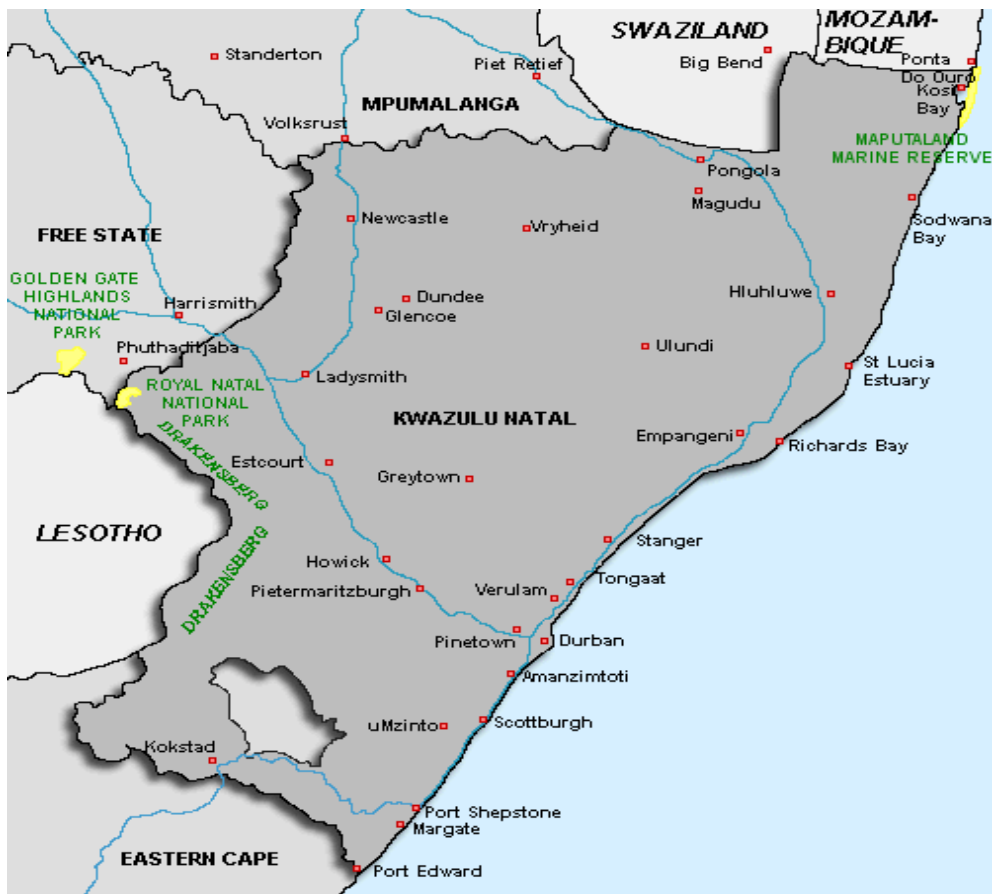 MOZAM-
BIQUE
SWAZILAND
Standerton
Piet Retief
Big Bend
Ponta
Do Ouro
Kosi
Bay
MPUMALANGA
Volksrust
MAPUTALAND
MARINE RESERVE
Pongola
Magudu
Sodwana
Bay
Newcastle
Vryheid
FREE STATE
GOLDEN GATE
HIGHLANDS
NATIONAL
PARK
Harrismith
Dundee
Glencoe
Hluhluwe
Phuthaditjaba
Ulundi
St Lucia
Estuary
Ladysmith
ROYAL NATAL
NATIONAL
PARK
KWAZULU NATAL
DRAKENSBERG
Empangeni
Richards Bay
Estcourt
Greytown
LESOTHO
DRAKENSBERG
Stanger
Howick
Tongaat
Pietermaritzburgh
Verulam
Pinetown
Durban
Amanzimtoti
uMzinto
Scottburgh
Kokstad
Port Shepstone
Margate
EASTERN CAPE
Port Edward